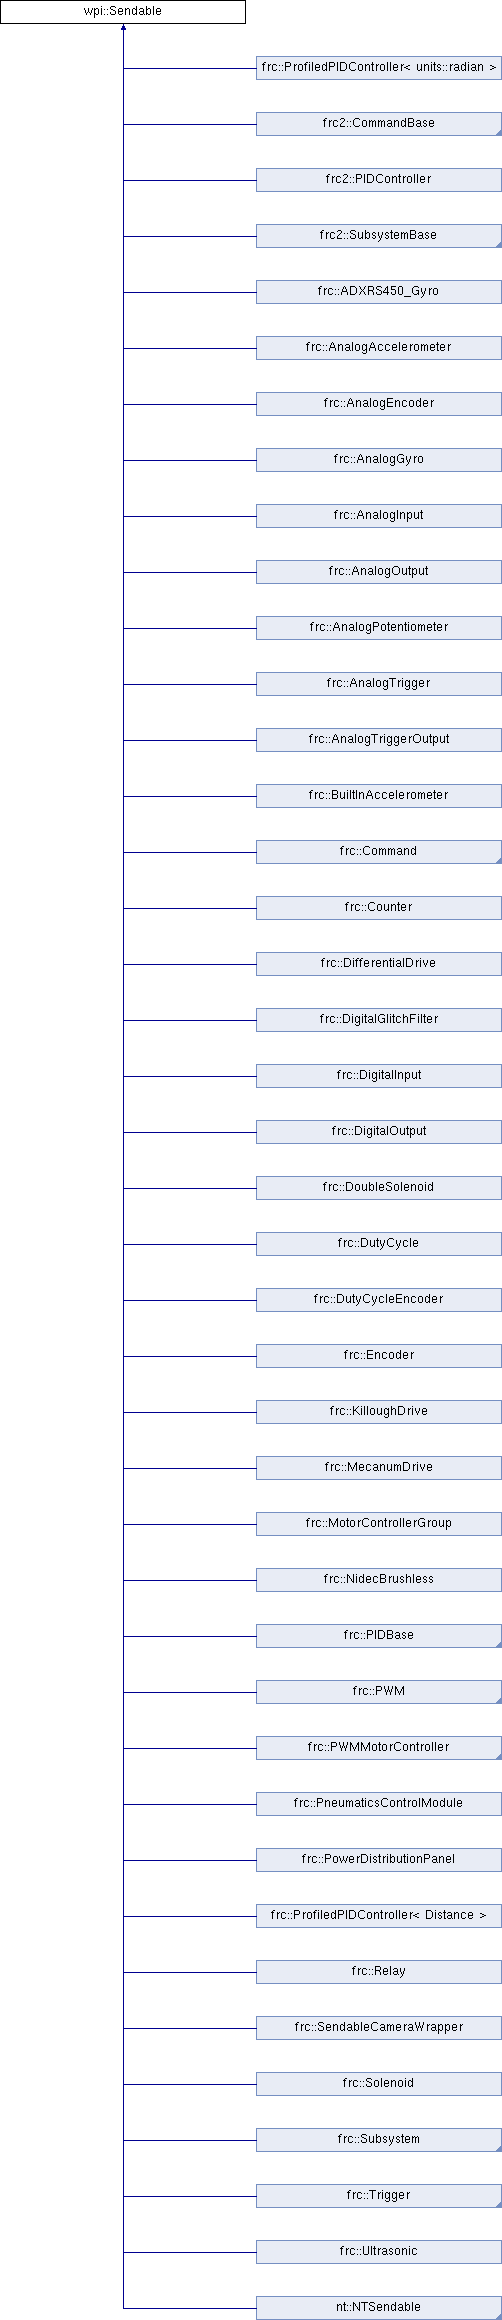 wpi::Sendable
frc::ProfiledPIDController< units::radian >
frc2::CommandBase
frc2::PIDController
frc2::SubsystemBase
frc::ADXRS450_Gyro
frc::AnalogAccelerometer
frc::AnalogEncoder
frc::AnalogGyro
frc::AnalogInput
frc::AnalogOutput
frc::AnalogPotentiometer
frc::AnalogTrigger
frc::AnalogTriggerOutput
frc::BuiltInAccelerometer
frc::Command
frc::Counter
frc::DifferentialDrive
frc::DigitalGlitchFilter
frc::DigitalInput
frc::DigitalOutput
frc::DoubleSolenoid
frc::DutyCycle
frc::DutyCycleEncoder
frc::Encoder
frc::KilloughDrive
frc::MecanumDrive
frc::MotorControllerGroup
frc::NidecBrushless
frc::PIDBase
frc::PWM
frc::PWMMotorController
frc::PneumaticsControlModule
frc::PowerDistributionPanel
frc::ProfiledPIDController< Distance >
frc::Relay
frc::SendableCameraWrapper
frc::Solenoid
frc::Subsystem
frc::Trigger
frc::Ultrasonic
nt::NTSendable